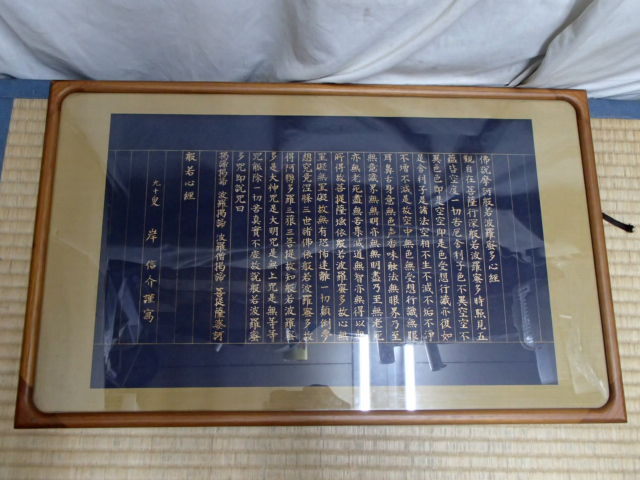 佛説摩訶般若波羅蜜多心經
觀自在菩薩行深般若波羅蜜多時照見五
蘊皆空度一切苦厄舎利子色不異空空不
異色色即是空空即是色受想行識亦復如
是舎利子是諸法空相不生不滅不垢不淨
不増不減是故空中無色無受想行識無眼
耳鼻舌身意無色声香味触法無眼界乃至
無意識界無無明亦無無明盡乃至無老死
亦無老死盡無苦集滅道無智亦無得以無
所得故菩提薩埵依般若波羅蜜多故心無
罣礙無罣礙故無有恐怖遠離一切顛倒夢
想究竟涅槃三世諸佛依般若波羅蜜多故
得阿耨多羅三藐三菩提故知般若波羅蜜
多是大神咒是大明咒是無上咒是無等等
咒能除一切苦真實不虚故説般若波羅蜜
多咒即説咒曰
掲諦掲諦 波羅掲諦 波羅僧掲諦 菩提薩婆訶
般若心經
九十叟 岸 信介謹寫